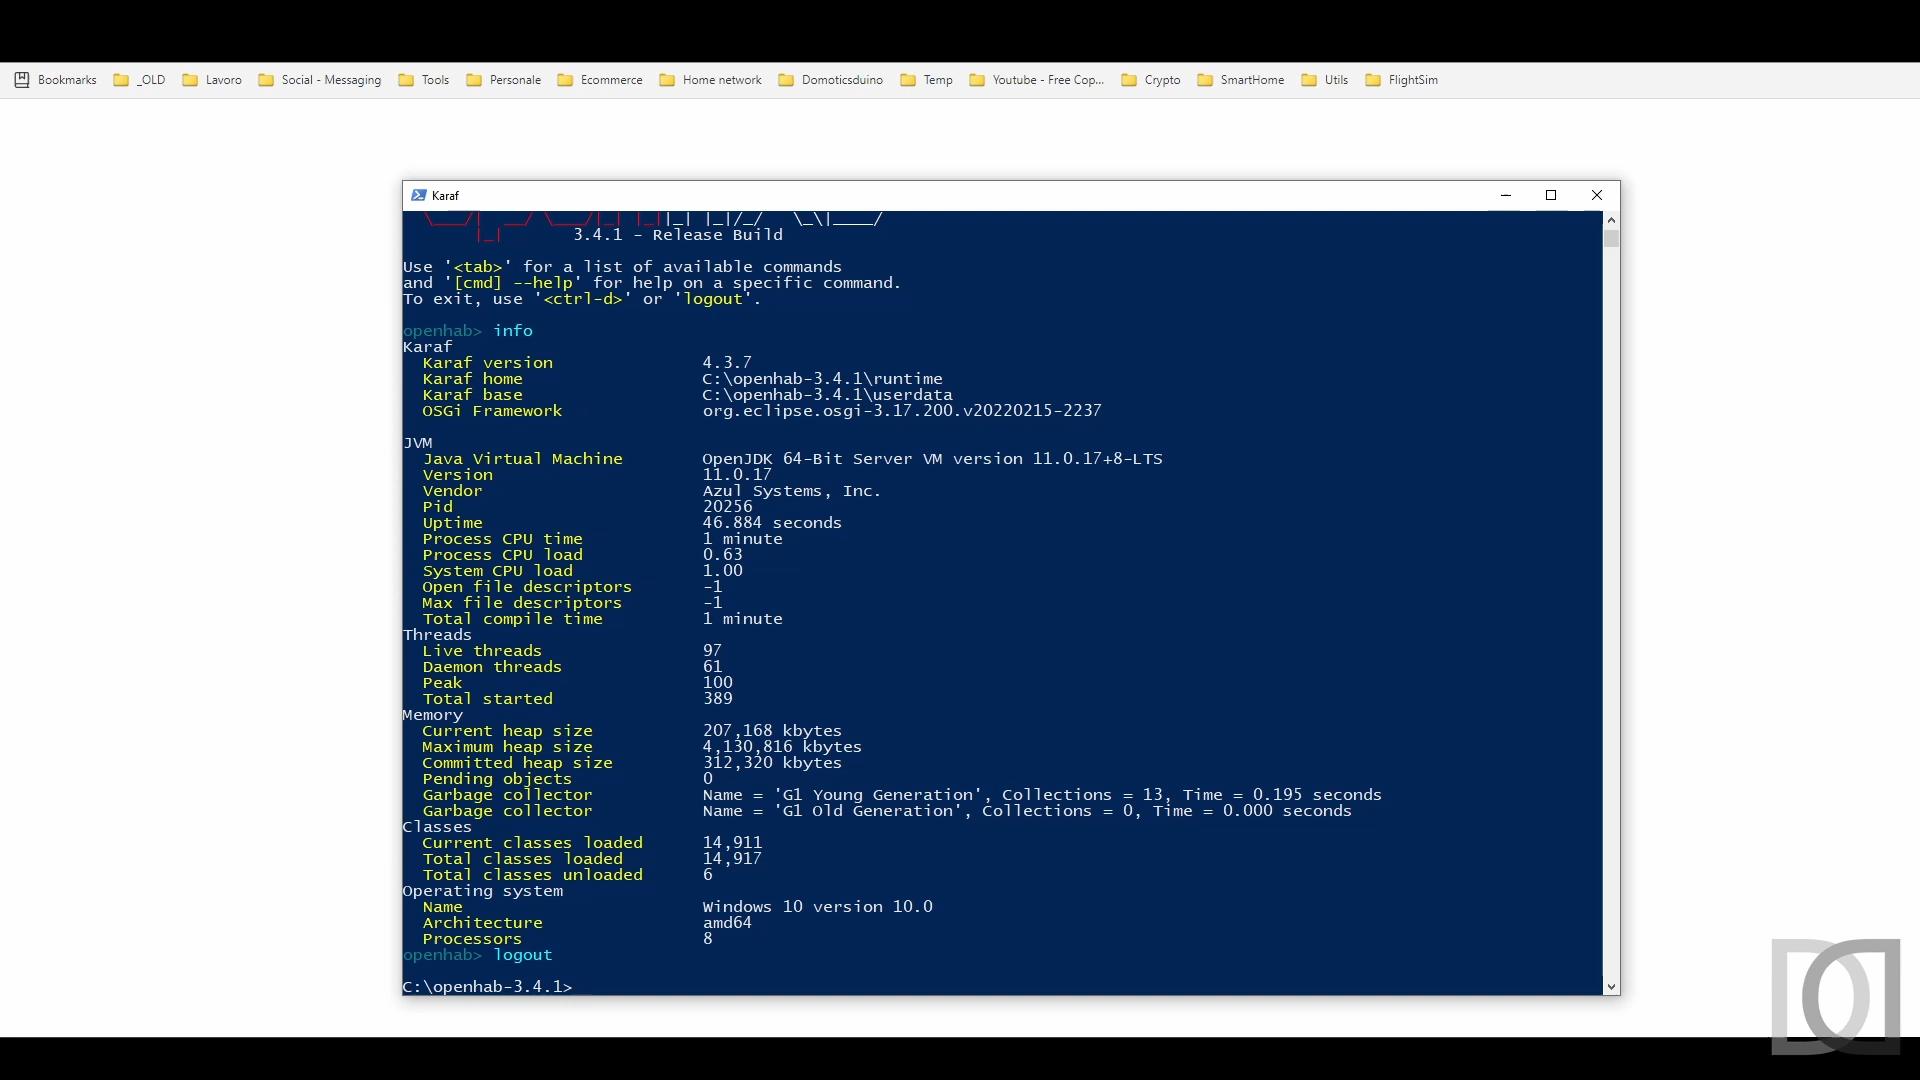 Bookmarks _OLD Lavoro Social - Messaging Tools Personale Ecommerce Home network Domoticsduino Temp Youtube - Free Cop... Crypto SmartHome Utils FlightSim
Karaf
3.4.1 - Release Build
Use '<tab>' for a list of available commands
and '[cmd] --help' for help on a specific command.
To exit, use '<ctrl-d>' or 'logout'.
openhab> info
Karaf
Karaf version 4.3.7
Karaf home C:\openhab-3.4.1\runtime
Karaf base C:\openhab-3.4.1\userdata
OSGi Framework org.eclipse.osgi-3.17.200.v20220215-2237
JVM
Java Virtual Machine OpenJDK 64-Bit Server VM version 11.0.17+8-LTS
Version 11.0.17
Vendor Azul Systems, Inc.
Pid 20256
Uptime 46.884 seconds
Process CPU time 1 minute
Process CPU load 0.63
System CPU load 1.00
Open file descriptors -1
Max file descriptors -1
Total compile time 1 minute
Threads
Live threads 97
Daemon threads 61
Peak 100
Total started 389
Memory
Current heap size 207,168 kbytes
Maximum heap size 4,130,816 kbytes
Committed heap size 312,320 kbytes
Pending objects 0
Garbage collector Name = 'G1 Young Generation', Collections = 13, Time = 0.195 seconds
Garbage collector Name = 'G1 Old Generation', Collections = 0, Time = 0.000 seconds
Classes
Current classes loaded 14,911
Total classes loaded 14,917
Total classes unloaded 6
Operating system
Name Windows 10 version 10.0
Architecture amd64
Processors 8
openhab> logout
C:\openhab-3.4.1>